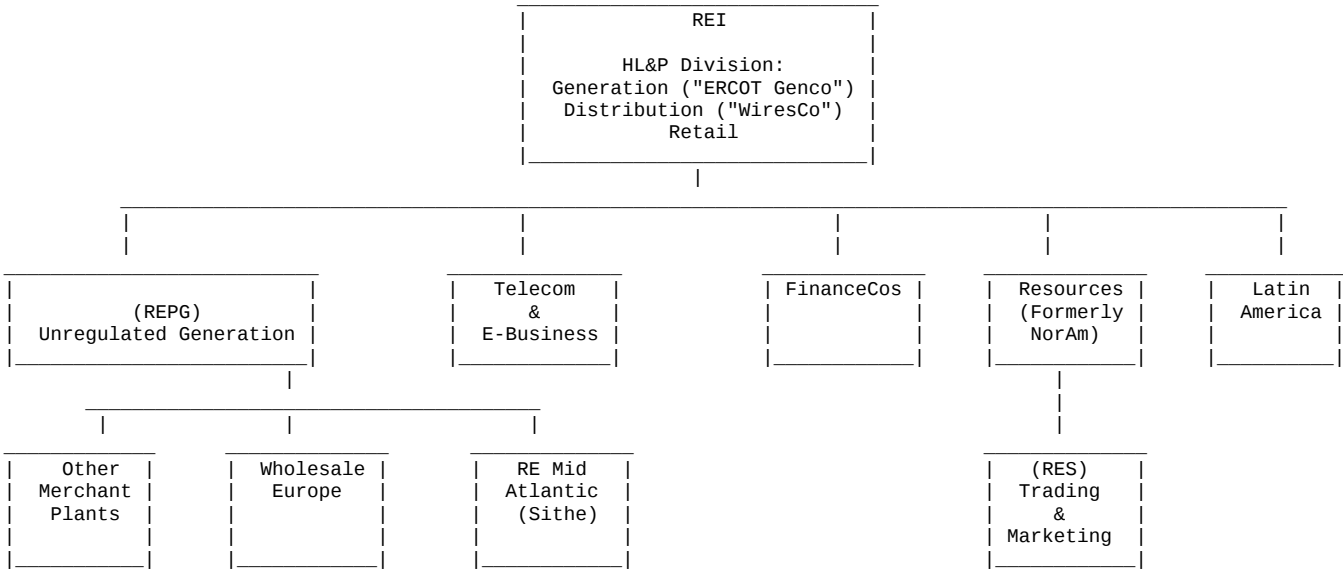 REI
HL&P Division:
Generation ("ERCOT Genco")
Distribution ("WiresCo")
Retail
(REPG)
Unregulated Generation
Telecom
&
E-Business
FinanceCos
Resources
(Formerly
NorAm)
Latin
America
Other
Merchant
Plants
Wholesale
Europe
RE Mid
Atlantic
(Sithe)
(RES)
Trading
&
Marketing